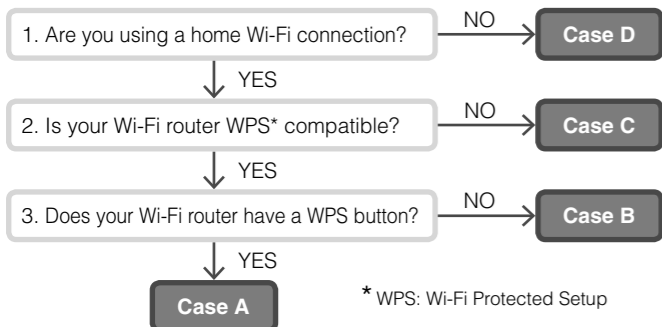 1. Are you using a home Wi-Fi connection?
NO
Case D
YES
2. Is your Wi-Fi router WPS* compatible?
NO
Case C
YES
3. Does your Wi-Fi router have a WPS button?
NO
Case B
YES
Case A
* WPS: Wi-Fi Protected Setup